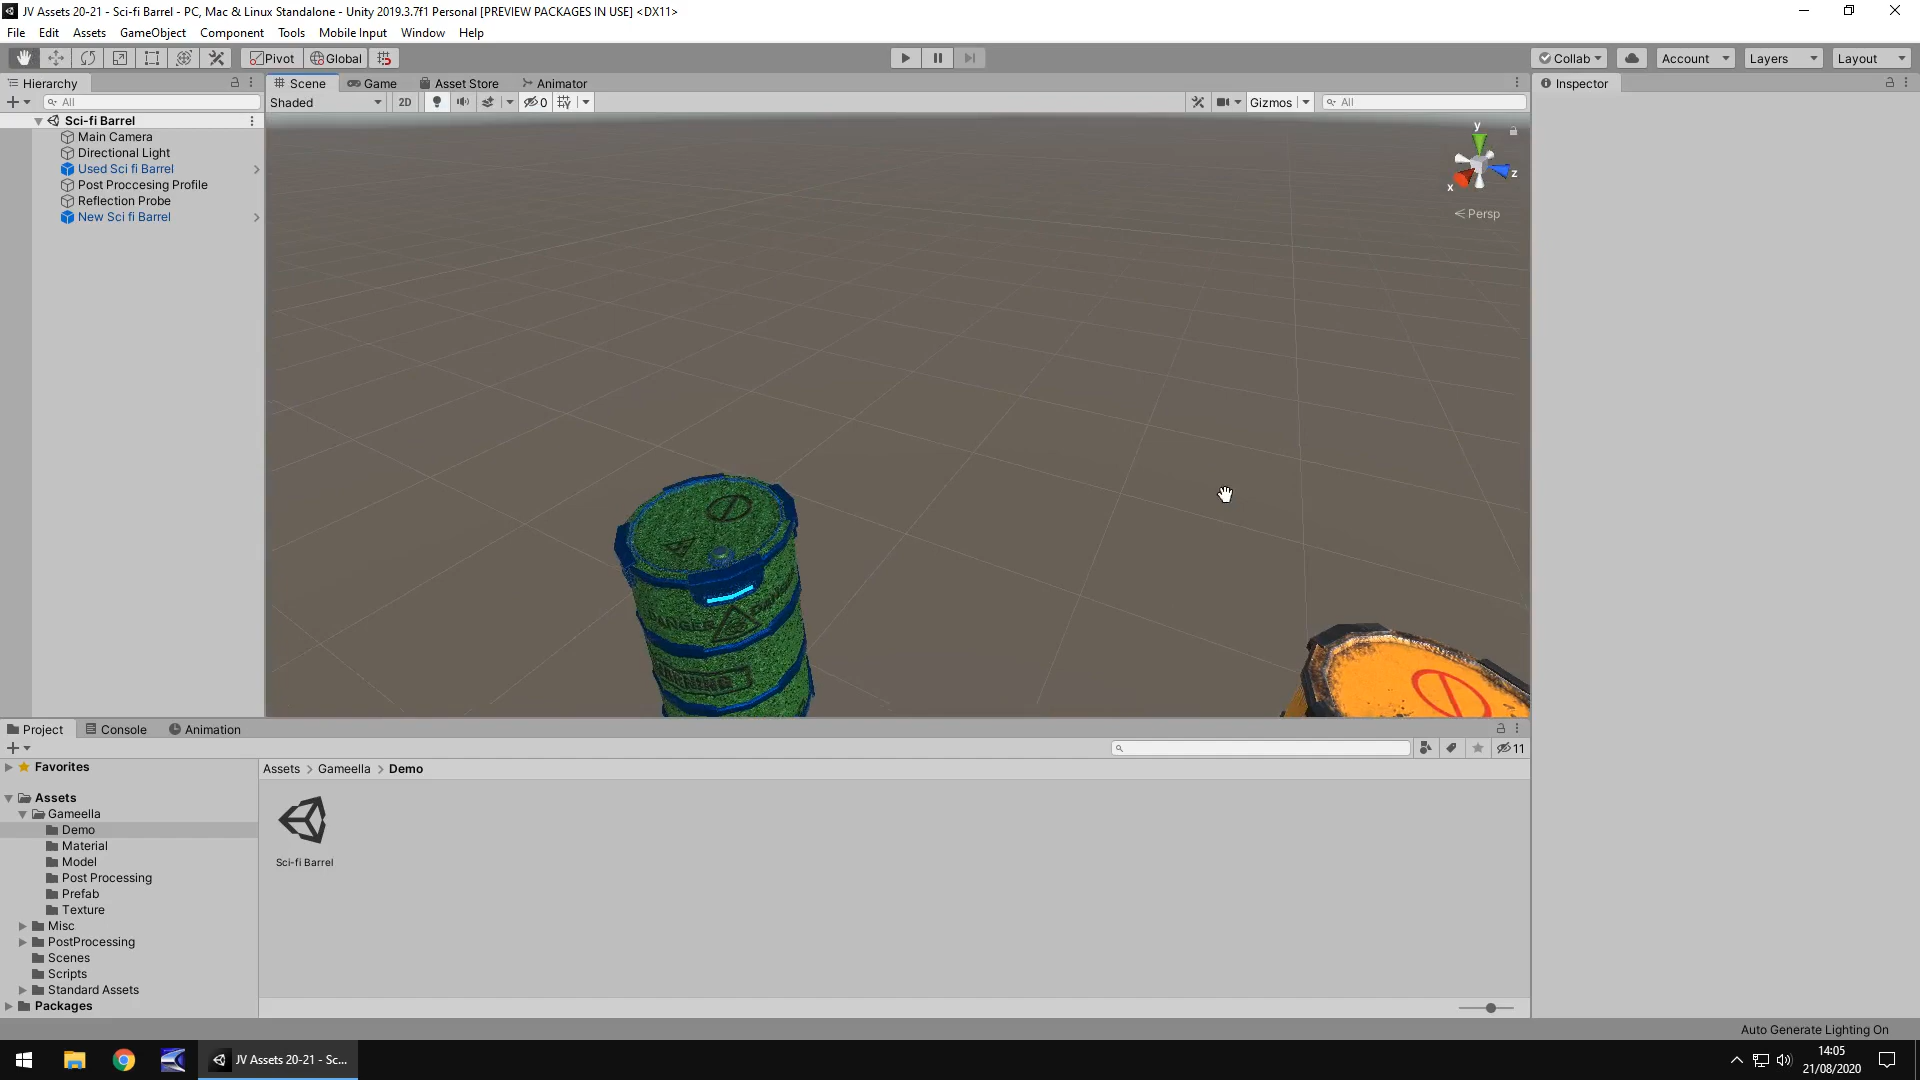 JV Assets 20-21 - Sci-fi Barrel - PC, Mac & Linux Standalone - Unity 2019.3.7f1 Personal [PREVIEW PACKAGES IN USE] <DX11>
File Edit Assets GameObject Component Tools Mobile Input Window Help
Pivot Global Collab Account Layers Layout
Hierarchy Scene Game Asset Store Animator Inspector
All Shaded 2D 0 Gizmos All
Sci-fi Barrel
Main Camera
Directional Light
Used Sci fi Barrel
Post Proccesing Profile
Reflection Probe
New Sci fi Barrel
y
x z
Persp
DANGER
WARNING
Project Console Animation
11
Favorites
Assets > Gameella > Demo
Assets
Gameella
Demo
Material
Model
Post Processing
Prefab
Texture
Misc
PostProcessing
Scenes
Scripts
Standard Assets
Packages
Sci-fi Barrel
Auto Generate Lighting On
JV Assets 20-21 - Sc...
14:05
21/08/2020